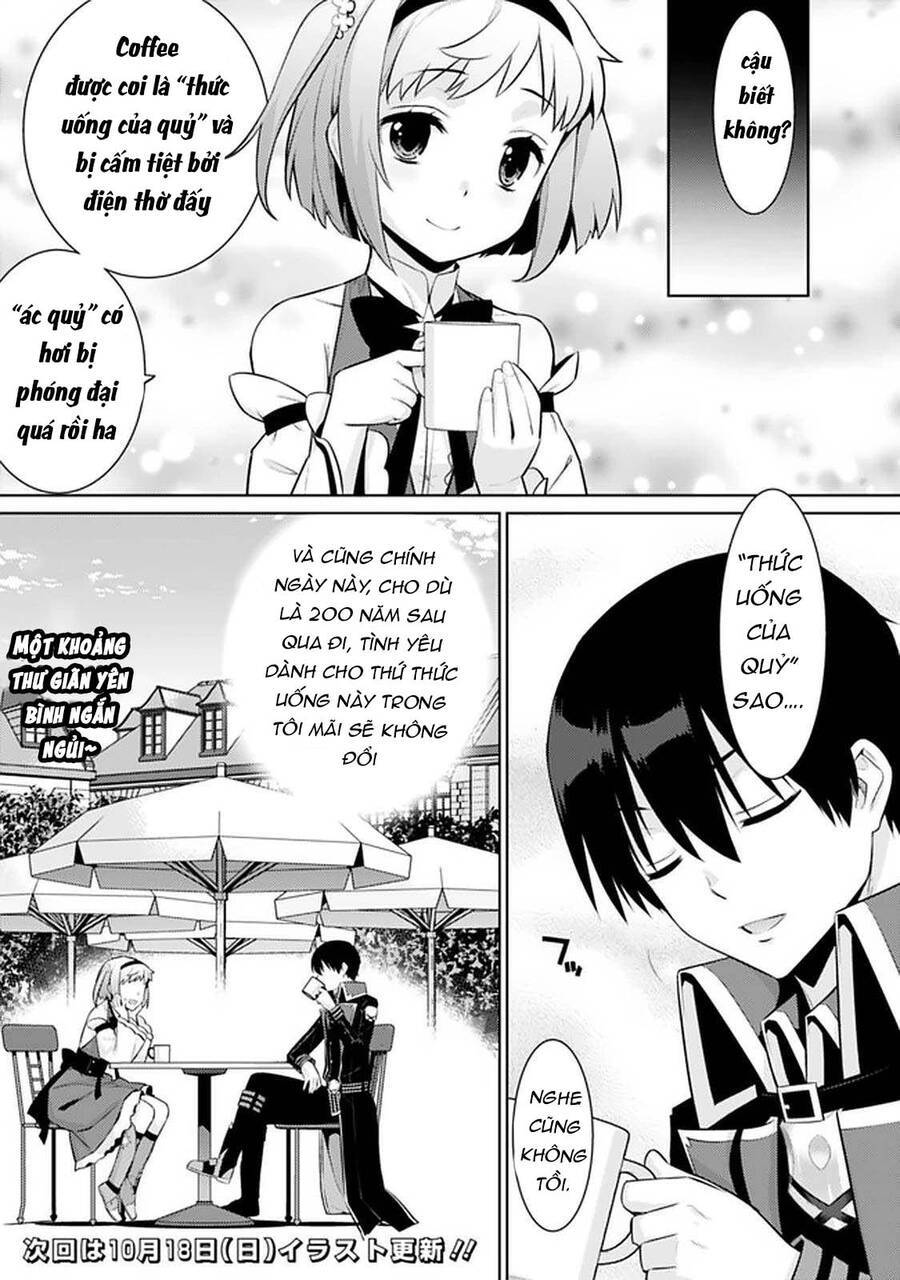 cậu
biết
không?
Coffee
được coi là “thức
uống của quỷ” và
bị cấm tiệt bởi
điện thờ đấy
“ác quỷ” có
hơi bị
phóng đại
quá rồi ha
“THỨC
UỐNG
CỦA
QUỶ”
SAO....
フッ
NGHE
CŨNG
KHÔNG
TỒI.
VÀ CŨNG CHÍNH
NGÀY NÀY, CHO DÙ
LÀ 200 NĂM SAU
QUA ĐI, TÌNH YÊU
DÀNH CHO THỨ THỨC
UỐNG NÀY TRONG
TÔI MÃI SẼ KHÔNG
ĐỔI
MỘT KHOẢNG
THƯ GIÃN YÊN
BÌNH NGẮN
NGỦI~
次回は10月18日(日)イラスト更新!!